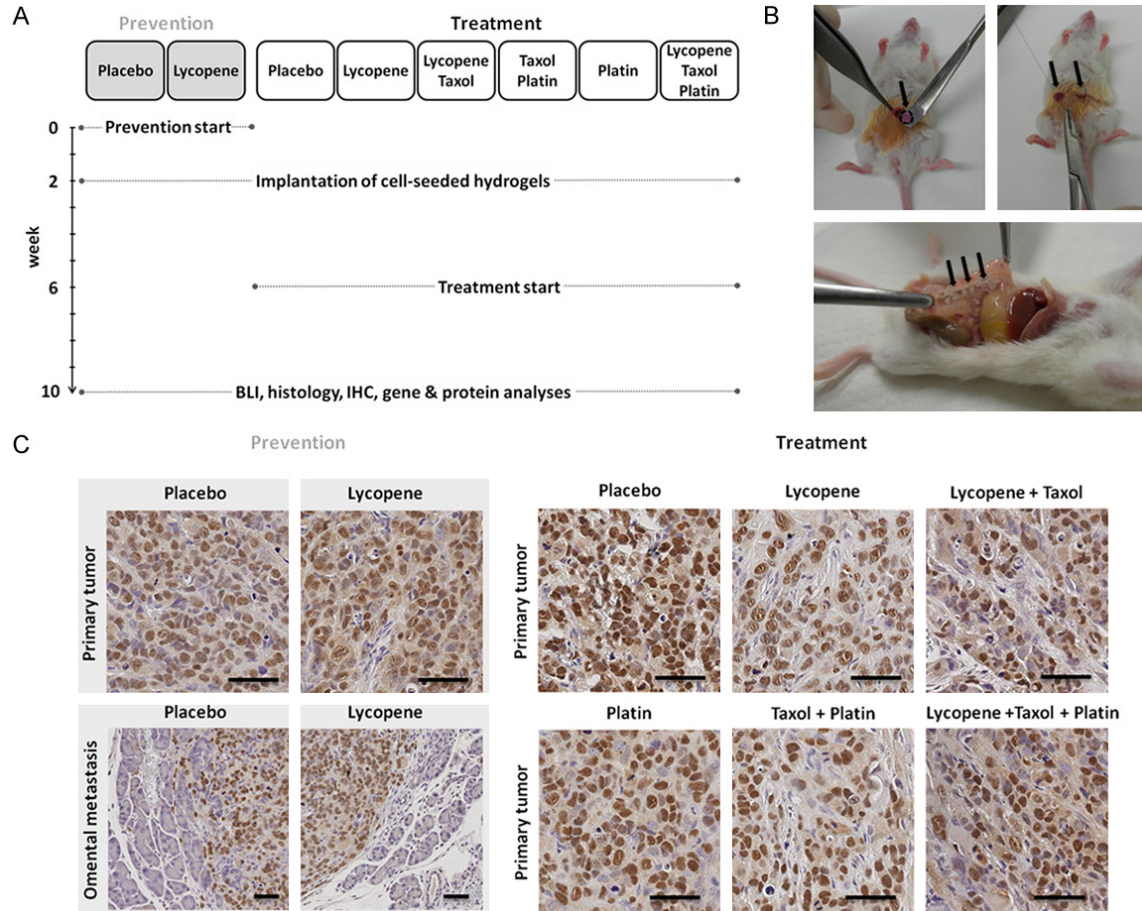 A
Prevention
Treatment
Placebo
Lycopene
Placebo
Lycopene
Lycopene
Taxol
Taxol
Platin
Platin
Lycopene
Taxol
Platin
week
0
Prevention start
2
Implantation of cell-seeded hydrogels
6
Treatment start
10
BLI, histology, IHC, gene & protein analyses
B
C
Prevention
Treatment
Placebo
Lycopene
Primary tumor
Placebo
Lycopene
Omental metastasis
Placebo
Lycopene
Lycopene + Taxol
Primary tumor
Platin
Taxol + Platin
Lycopene +Taxol + Platin
Primary tumor